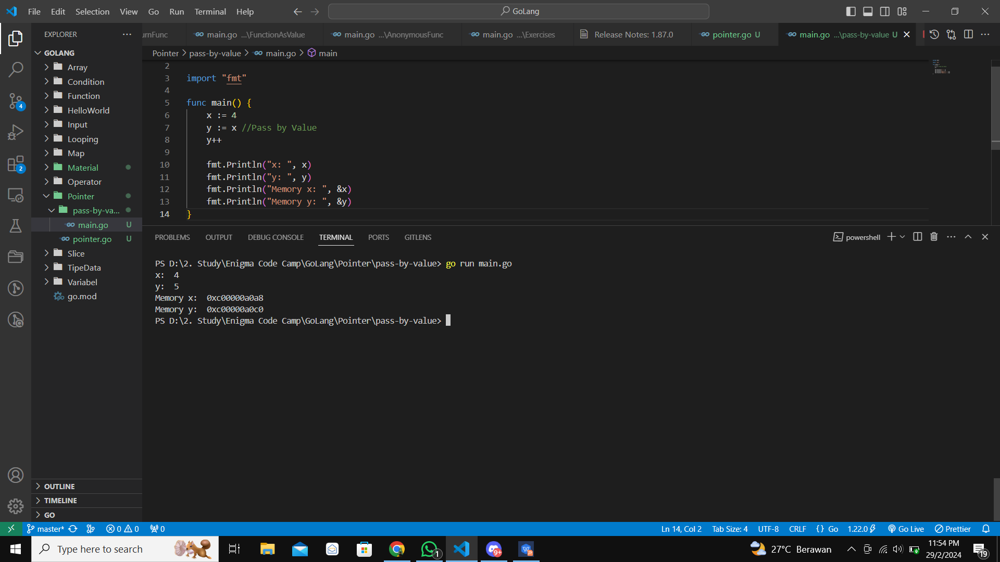 File Edit Selection View Go Run Terminal Help
GoLang
EXPLORER
urnFunc
main.go ...\FunctionAsValue
main.go ...\AnonymousFunc
main.go ...\Exercises
Release Notes: 1.87.0
pointer.go U
main.go ...\pass-by-value U
GOLANG
Array
Condition
Function
HelloWorld
Input
Looping
Map
Material
Operator
Pointer
pass-by-va...
main.go U
pointer.go U
Slice
TipeData
Variabel
go.mod
OUTLINE
TIMELINE
GO
4
2
Pointer > pass-by-value > main.go > main
2
3 import "fmt"
4
5 func main() {
6 x := 4
7 y := x //Pass by Value
8 y++
9
10 fmt.Println("x: ", x)
11 fmt.Println("y: ", y)
12 fmt.Println("Memory x: ", &x)
13 fmt.Println("Memory y: ", &y)
14 }
PROBLEMS OUTPUT DEBUG CONSOLE TERMINAL PORTS GITLENS
powershell
PS D:\2. Study\Enigma Code Camp\GoLang\Pointer\pass-by-value> go run main.go
x:  4
y:  5
Memory x:  0xc00000a0a8
Memory y:  0xc00000a0c0
PS D:\2. Study\Enigma Code Camp\GoLang\Pointer\pass-by-value>
master* 0 0 0
Ln 14, Col 2 Tab Size: 4 UTF-8 CRLF {} Go 1.22.0 Go Live Prettier
Type here to search
1
9+
27°C Berawan
11:54 PM
29/2/2024
19